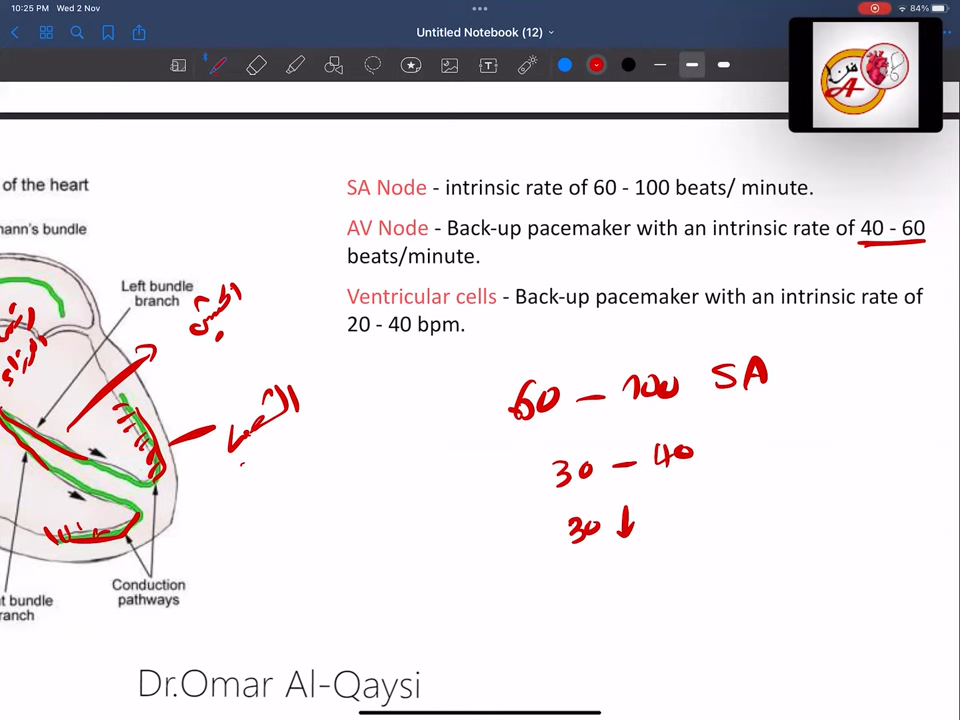 10:25 PM Wed 2 Nov
84%
Untitled Notebook (12)
of the heart
mann's bundle
Left bundle
branch
SA Node - intrinsic rate of 60 - 100 beats/ minute.
AV Node - Back-up pacemaker with an intrinsic rate of 40 - 60
beats/minute.
Ventricular cells - Back-up pacemaker with an intrinsic rate of
20 - 40 bpm.
60 - 100 SA
30 - 40
30 ↓
Conduction
pathways
t bundle
ranch
Dr.Omar Al-Qaysi